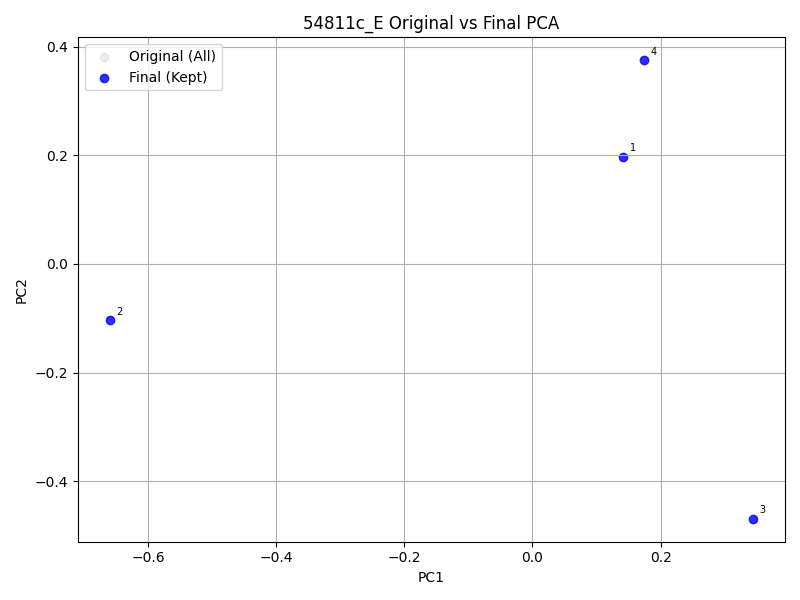 54811c_E Original vs Final PCA
Original (All)
Final (Kept)
0.4
0.2
0.0
−0.2
−0.4
PC2
4
1
2
3
−0.6
−0.4
−0.2
0.0
0.2
PC1